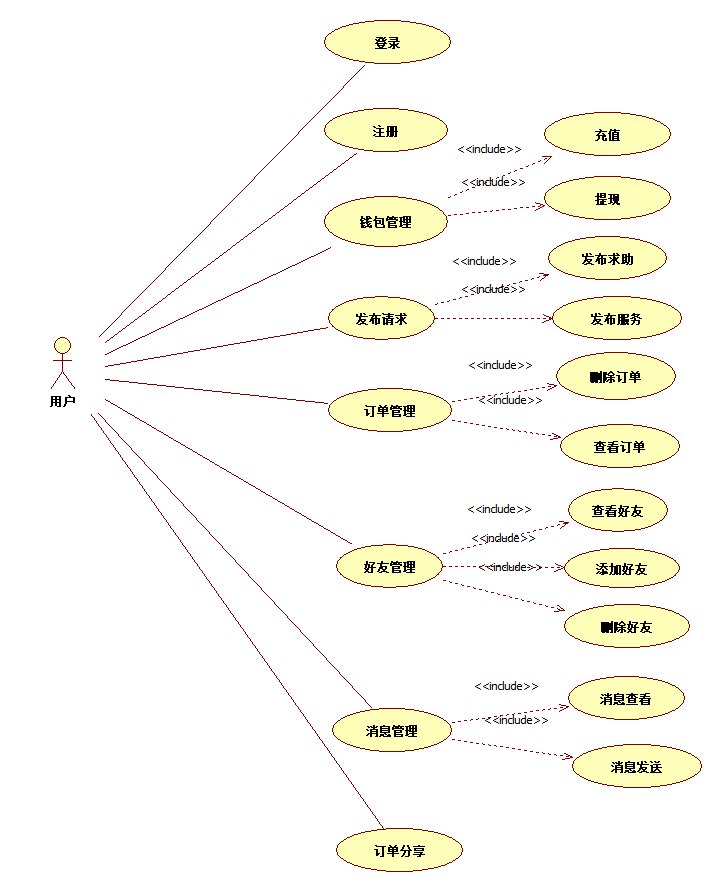 登录
注册
充值
<<include>>
<<include>>
提现
钱包管理
发布求助
<<include>>
<<include>>
发布请求
发布服务
用户
<<include>>
删除订单
<<include>>
订单管理
查看订单
<<include>>
查看好友
<<include>>
好友管理
<<include>>
添加好友
删除好友
<<include>>
消息查看
<<include>>
消息管理
消息发送
订单分享